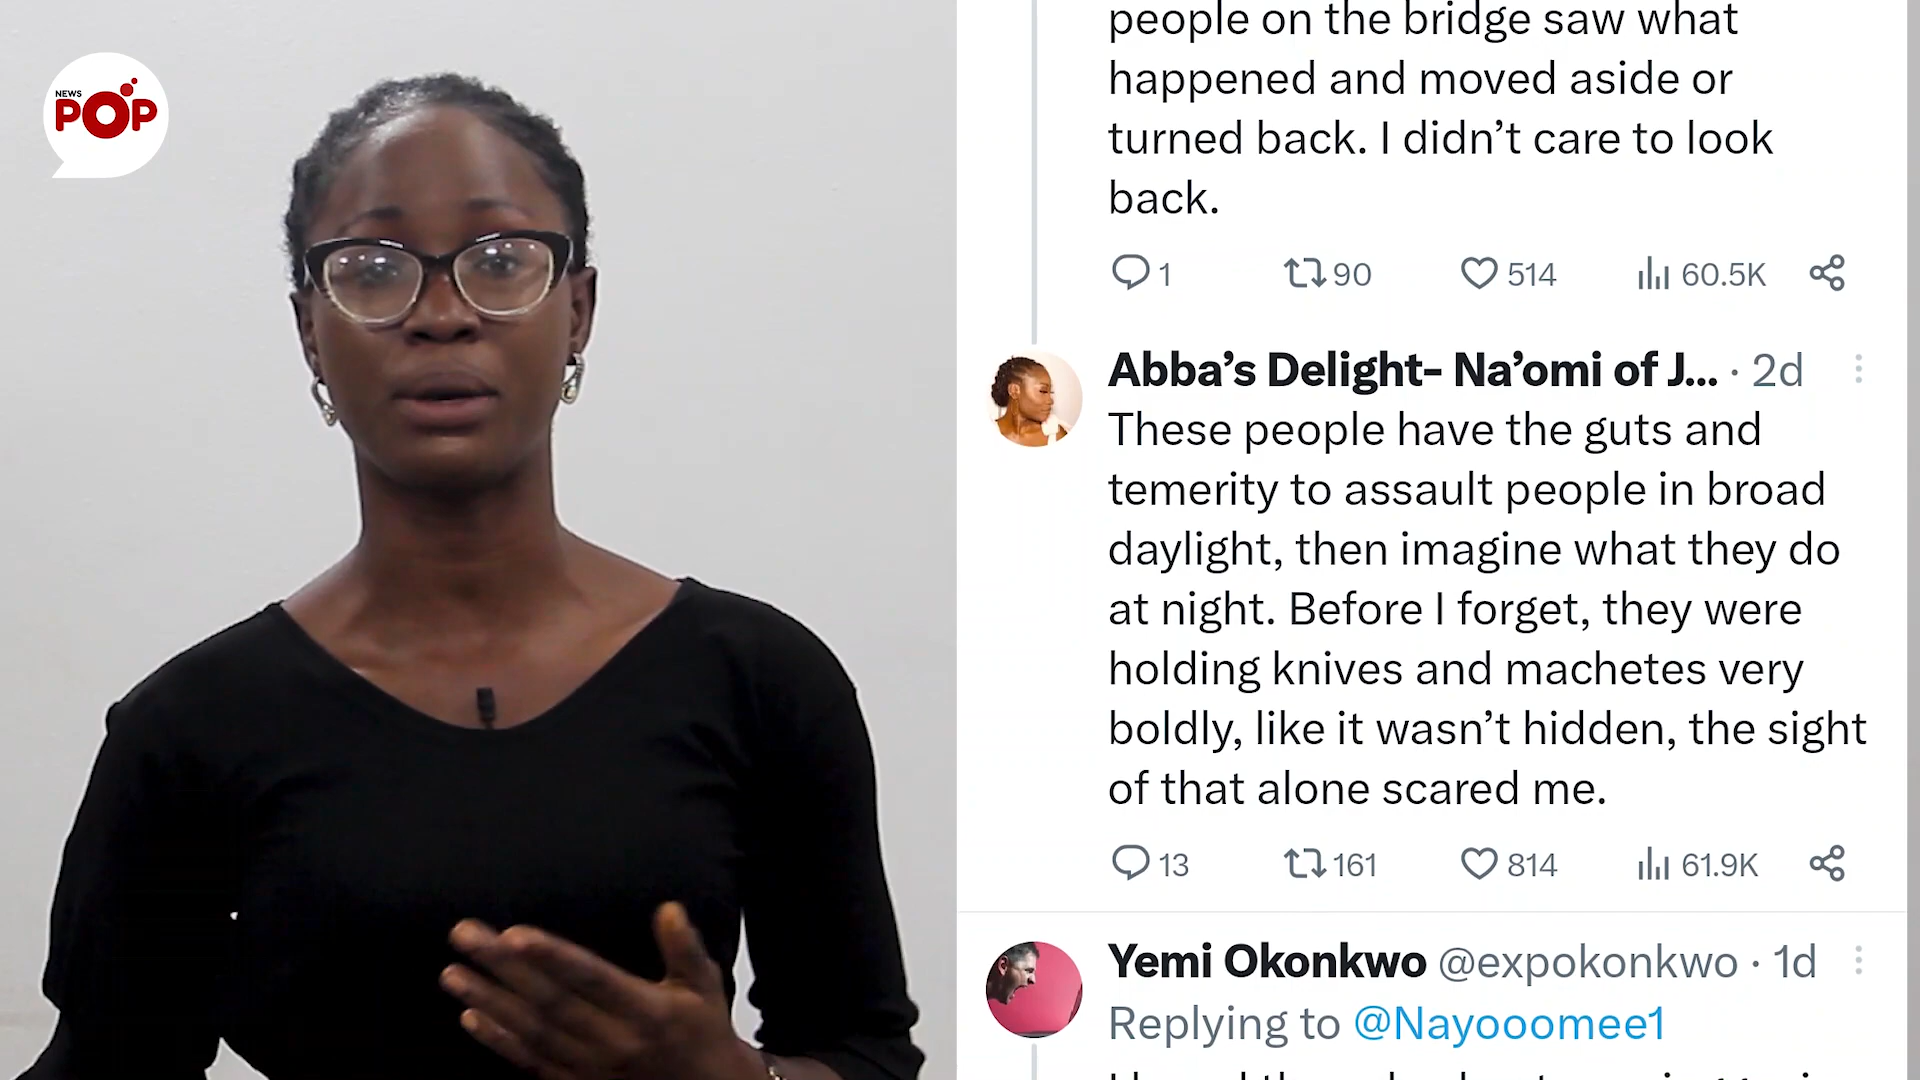 NEWS
POP
people on the bridge saw what
happened and moved aside or
turned back. I didn’t care to look
back.
1 90 514 60.5K
Abba’s Delight- Na’omi of J... · 2d
These people have the guts and
temerity to assault people in broad
daylight, then imagine what they do
at night. Before I forget, they were
holding knives and machetes very
boldly, like it wasn’t hidden, the sight
of that alone scared me.
13 161 814 61.9K
Yemi Okonkwo @expokonkwo · 1d
Replying to @Nayooomee1